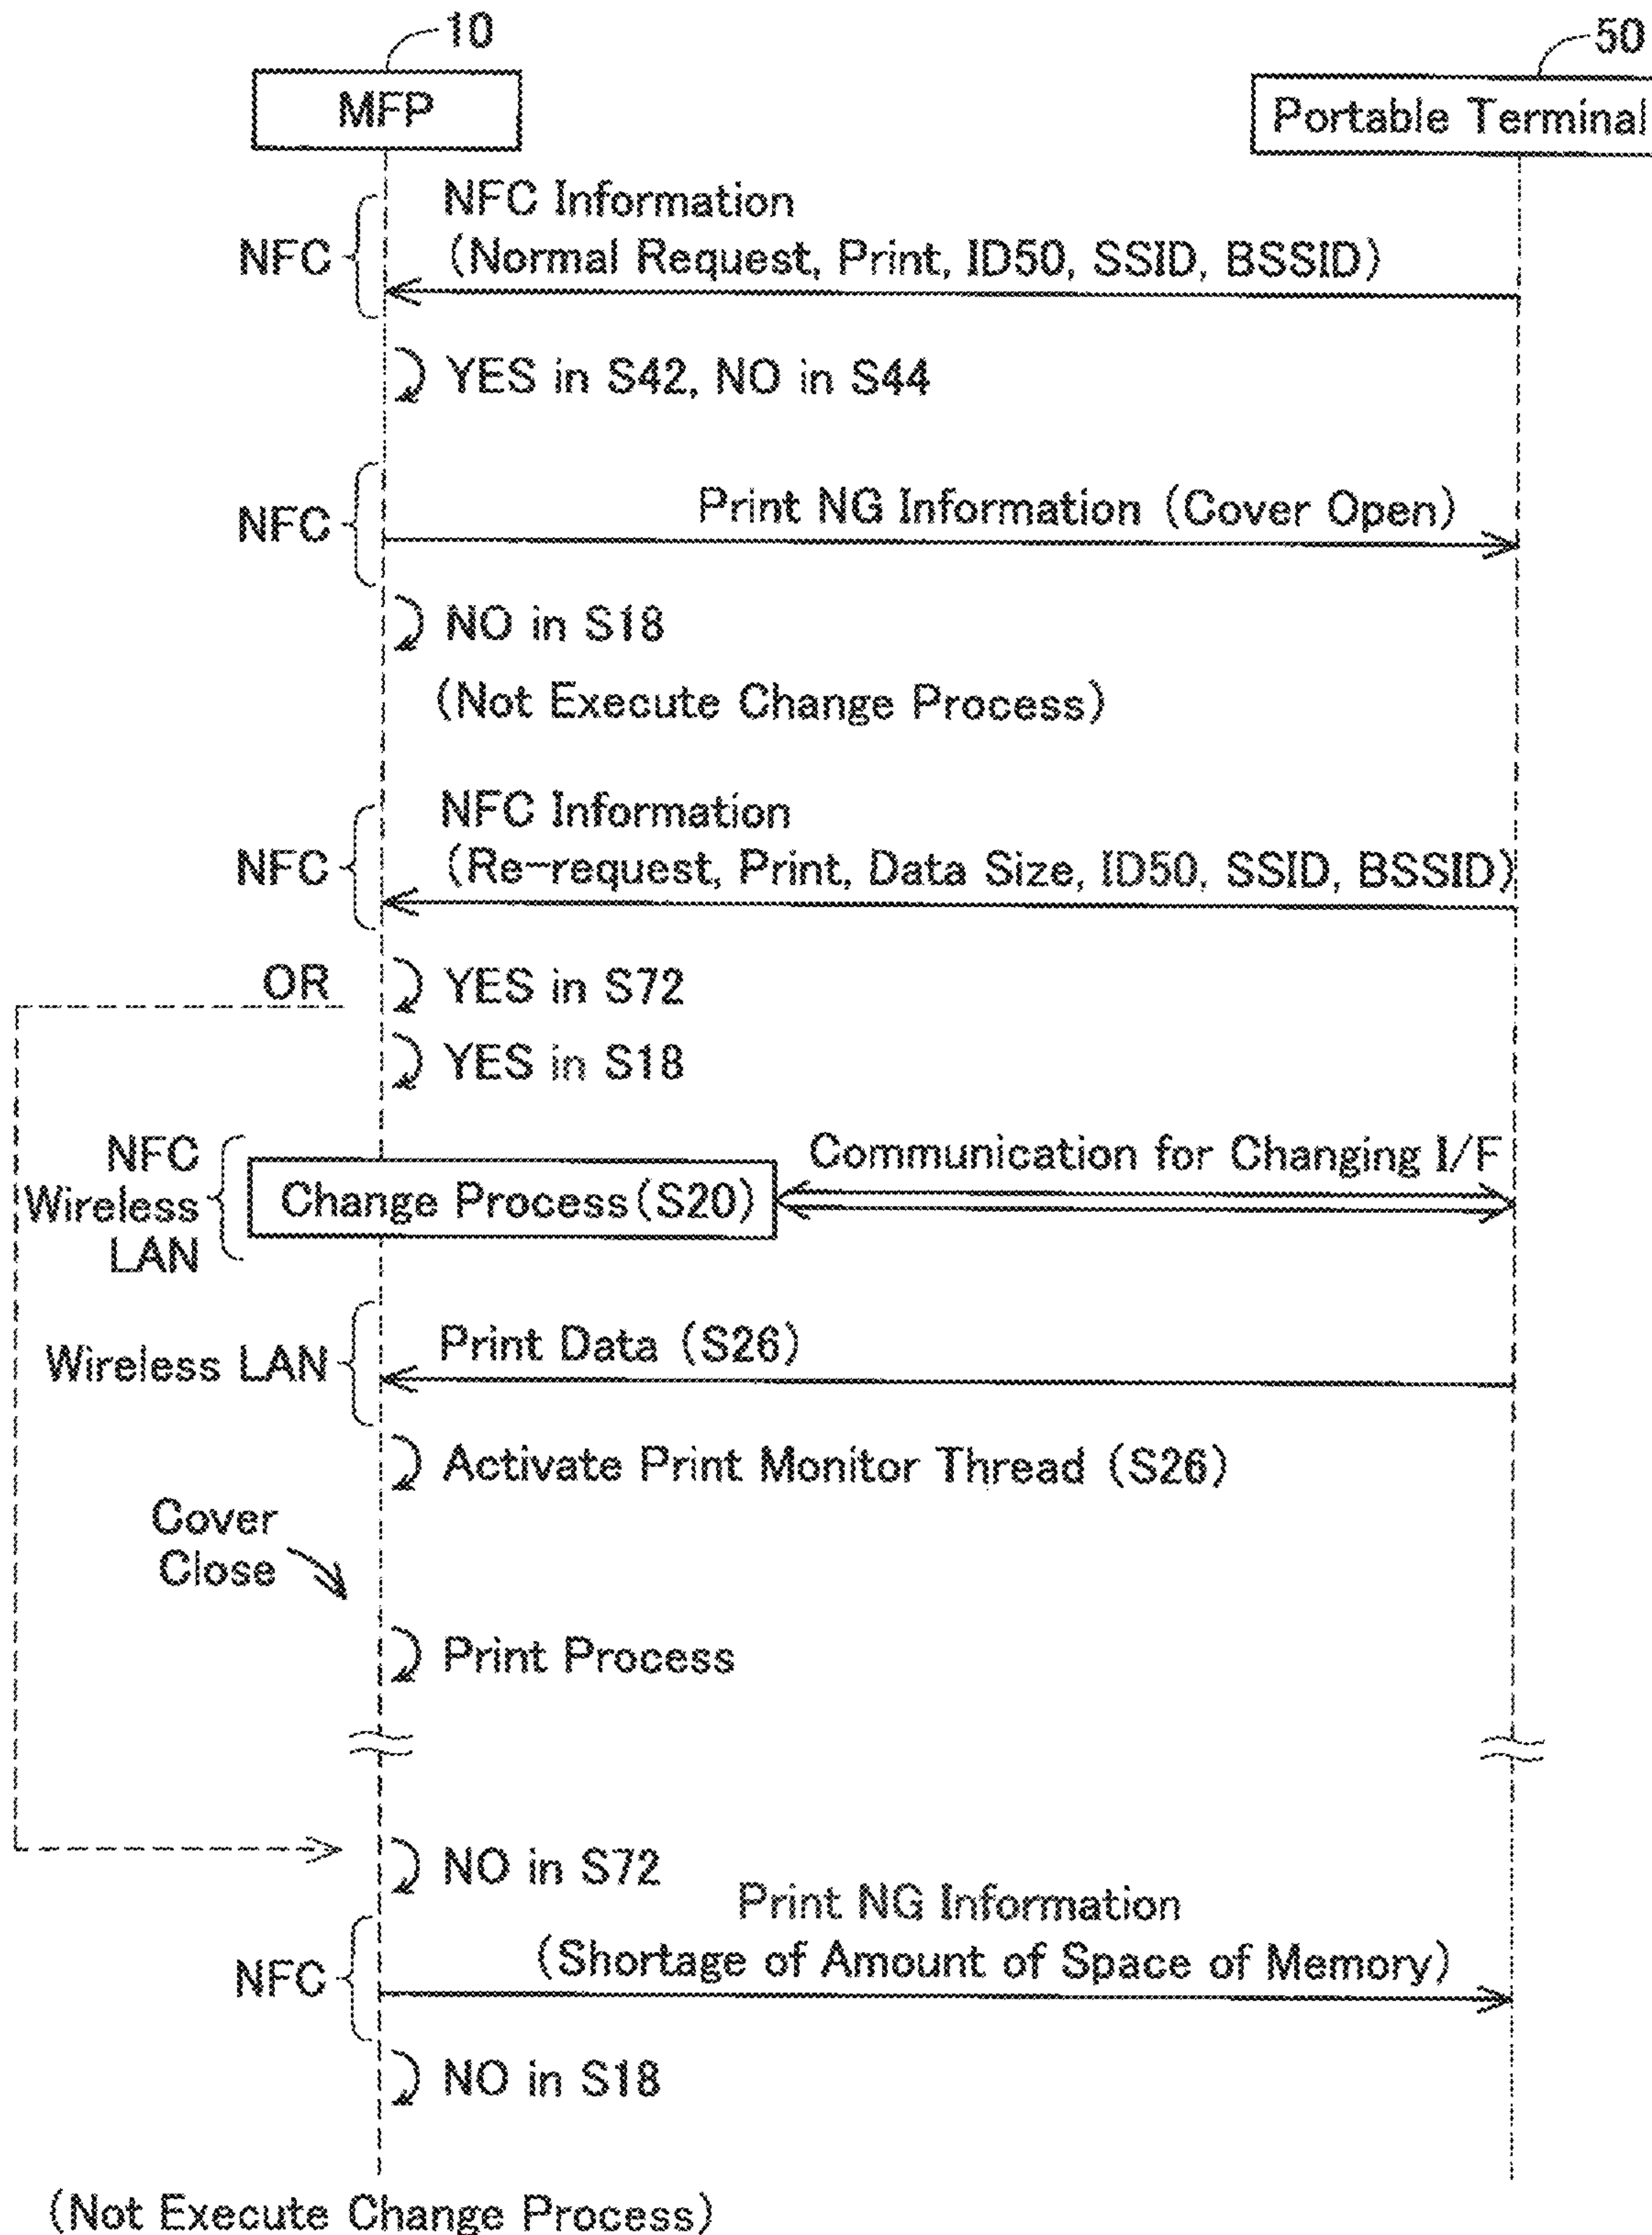 10
50
MFP
Portable Terminal
NFC Information
NFC
(Normal Request, Print, ID50, SSID, BSSID)
YES in S42, NO in S44
NFC
Print NG Information (Cover Open)
NO in S18
(Not Execute Change Process)
NFC Information
NFC
(Re-request, Print, Data Size, ID50, SSID, BSSID)
OR
YES in S72
YES in S18
NFC
Wireless
LAN
Change Process(S20)
Communication for Changing I/F
Wireless LAN
Print Data (S26)
Activate Print Monitor Thread (S26)
Cover
Close
Print Process
NO in S72
Print NG Information
(Shortage of Amount of Space of Memory)
NFC
NO in S18
(Not Execute Change Process)